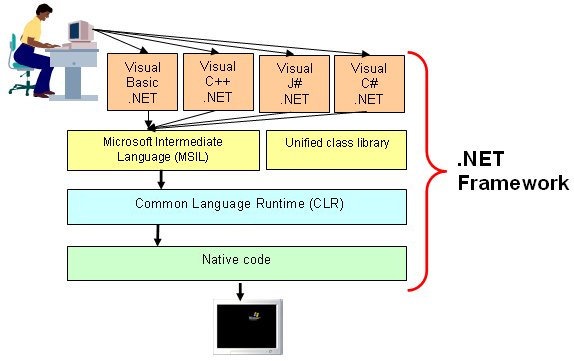 Visual
Basic
.NET
Visual
C++
.NET
Visual
J#
.NET
Visual
C#
.NET
Microsoft Intermediate
Language (MSIL)
Unified class library
.NET
Framework
Common Language Runtime (CLR)
Native code